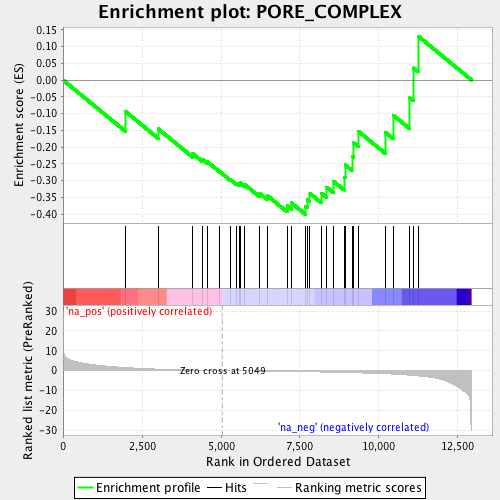 Enrichment plot: PORE_COMPLEX
Enrichment score (ES)
0.15
0.10
0.05
0.00
-0.05
-0.10
-0.15
-0.20
-0.25
-0.30
-0.35
-0.40
'na_pos' (positively correlated)
Ranked list metric (PreRanked)
30
20
10
0
-10
-20
-30
Zero cross at 5049
'na_neg' (negatively correlated)
0 2,500 5,000 7,500 10,000 12,500
Rank in Ordered Dataset
Enrichment profile Hits Ranking metric scores